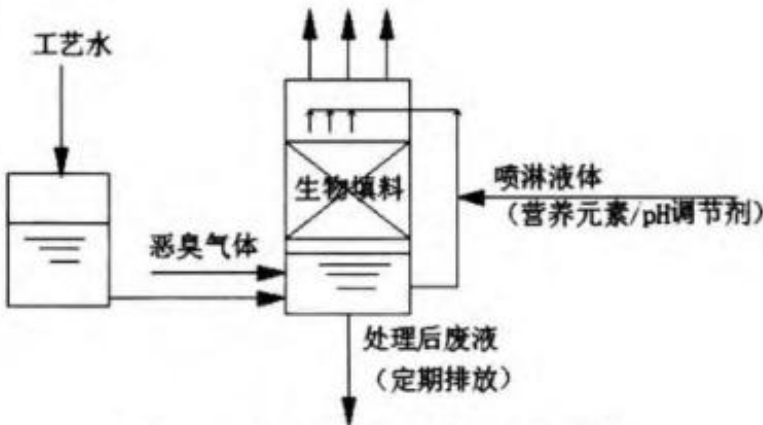 工艺水
生物填料
喷淋液体
(营养元素/pH调节剂)
恶臭气体
处理后废液
(定期排放)